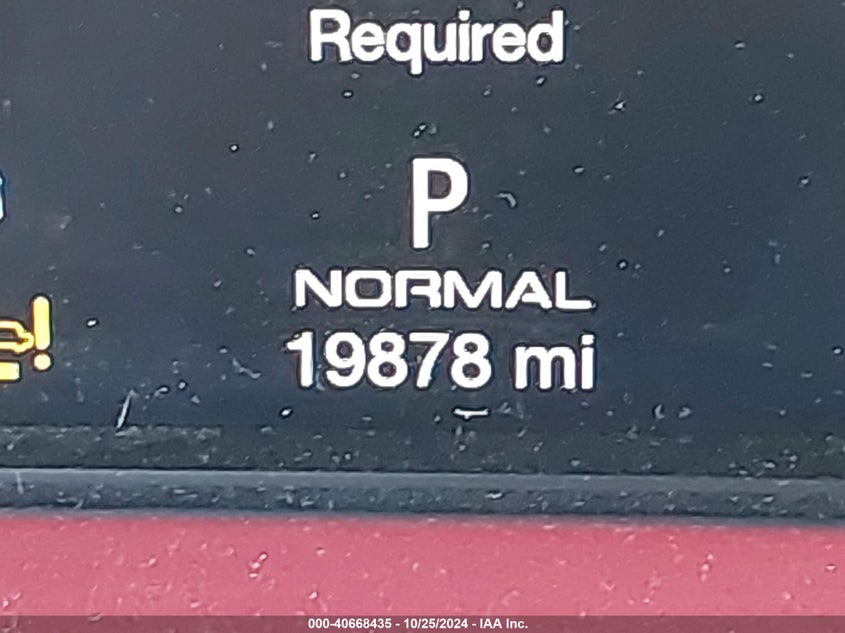 Required
P
NORMAL
19878 mi
000-40668435 - 10/25/2024 - IAA Inc.